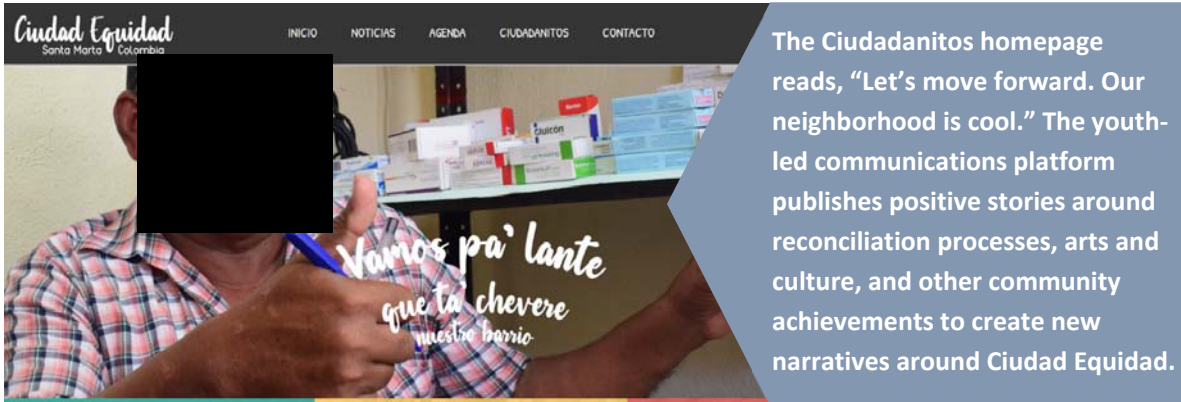 Ciudad Equidad
Santa Marta Colombia
INICIO NOTICIAS AGENDA CIUDADANITOS CONTACTO
Gluicon
Vamos pa' lante
que ta' chevere
nuestro barrio
The Ciudadanitos homepage
reads, “Let’s move forward. Our
neighborhood is cool.” The youth-
led communications platform
publishes positive stories around
reconciliation processes, arts and
culture, and other community
achievements to create new
narratives around Ciudad Equidad.